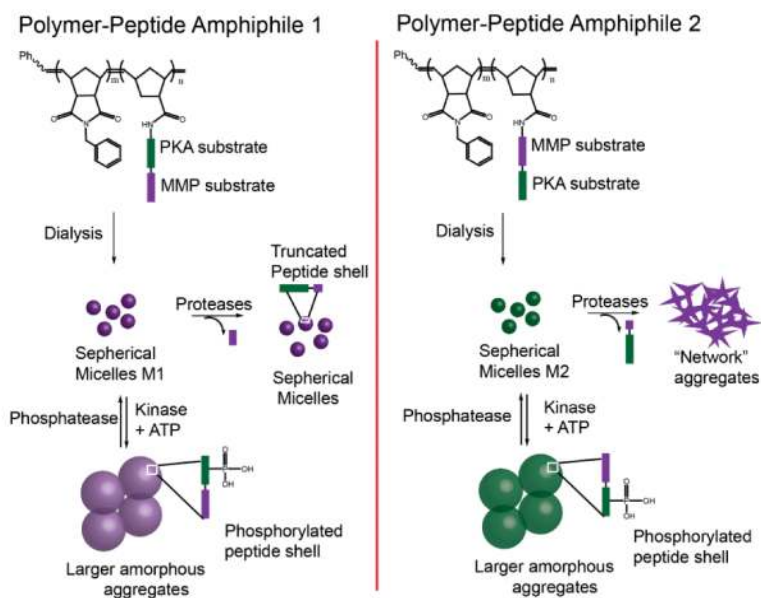 Polymer-Peptide Amphiphile 1
Ph
m
n
O
N
O
O
HN
PKA substrate
MMP substrate
Dialysis
Truncated
Peptide shell
Proteases
Sepherical
Micelles M1
Sepherical
Micelles
Phosphatease
Kinase
+ ATP
O
P
OH
OH
Phosphorylated
peptide shell
Larger amorphous
aggregates
Polymer-Peptide Amphiphile 2
Ph
m
n
O
N
O
O
HN
MMP substrate
PKA substrate
Dialysis
Proteases
Sepherical
Micelles M2
"Network"
aggregates
Phosphatease
Kinase
+ ATP
O
P
OH
OH
Phosphorylated
peptide shell
Larger amorphous
aggregates